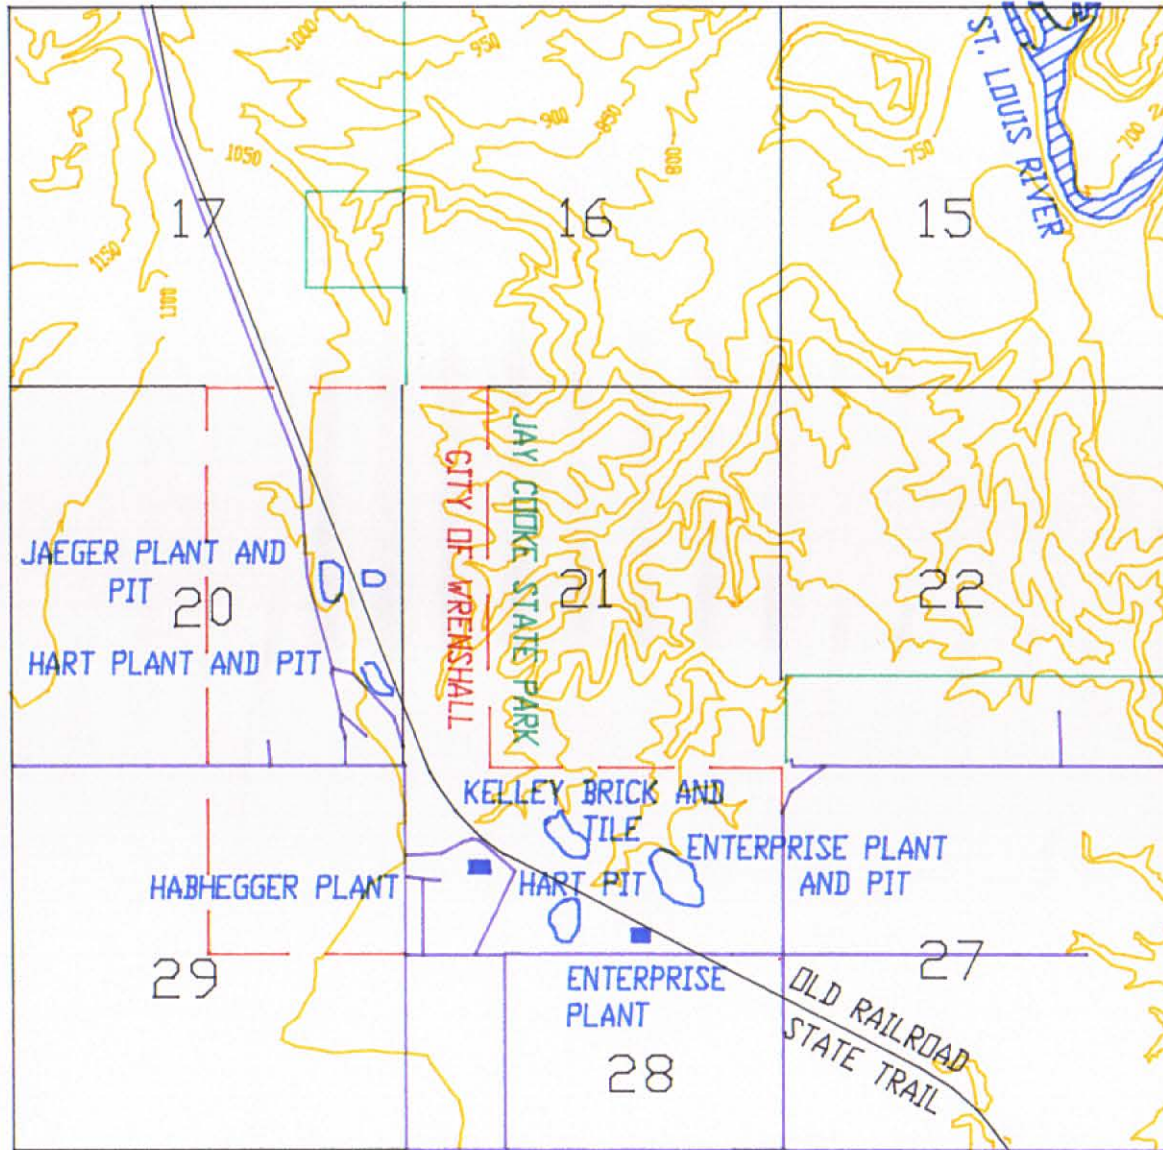 1000
950
ST. LOUIS RIVER
900
850
800
750
700
1050
17
16
15
1150
1100
JAY COOKE STATE PARK
CITY OF WRENSHALL
JAEGER PLANT AND
PIT
20
21
22
HART PLANT AND PIT
KELLEY BRICK AND
TILE
ENTERPRISE PLANT
AND PIT
HABHEGGER PLANT
HART PIT
29
27
ENTERPRISE
PLANT
OLD RAILROAD
STATE TRAIL
28